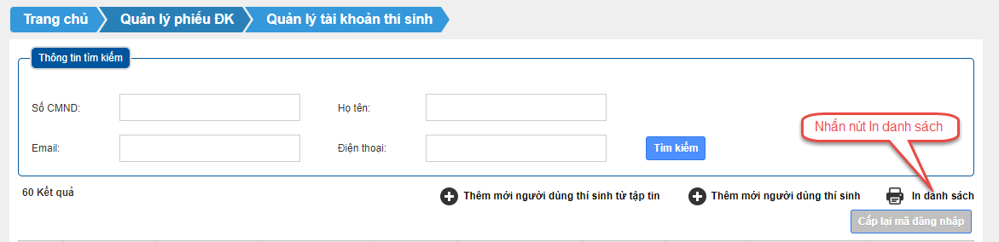 Trang chủ Quản lý phiếu ĐK Quản lý tài khoản thí sinh
Thông tin tìm kiếm
Số CMND: Họ tên:
Nhấn nút In danh sách
Email: Điện thoại: Tìm kiếm
60 Kết quả Thêm mới người dùng thí sinh từ tập tin Thêm mới người dùng thí sinh In danh sách
Cấp lại mã đăng nhập